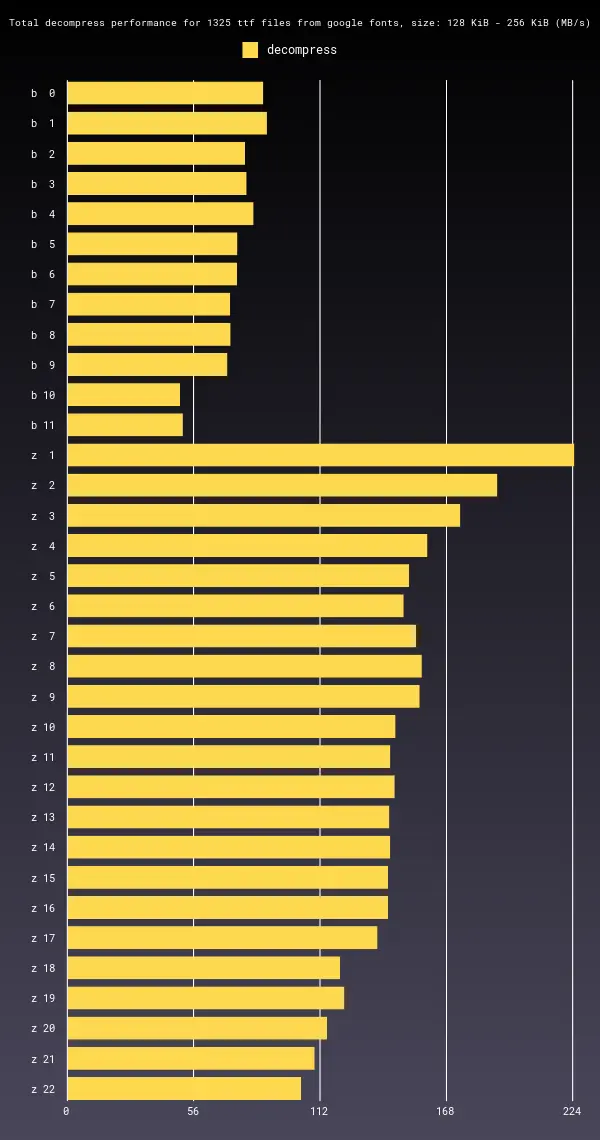 Total decompress performance for 1325 ttf files from google fonts, size: 128 KiB - 256 KiB (MB/s)
decompress
b 0
b 1
b 2
b 3
b 4
b 5
b 6
b 7
b 8
b 9
b 10
b 11
z 1
z 2
z 3
z 4
z 5
z 6
z 7
z 8
z 9
z 10
z 11
z 12
z 13
z 14
z 15
z 16
z 17
z 18
z 19
z 20
z 21
z 22
0 56 112 168 224